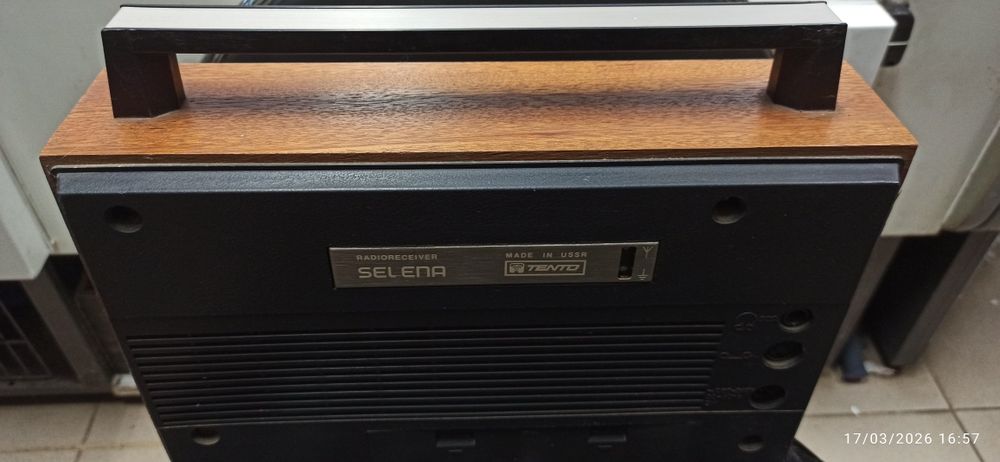 RADIORECEIVER
SELENA
MADE IN USSR
TENTO
17/03/2026 16:57